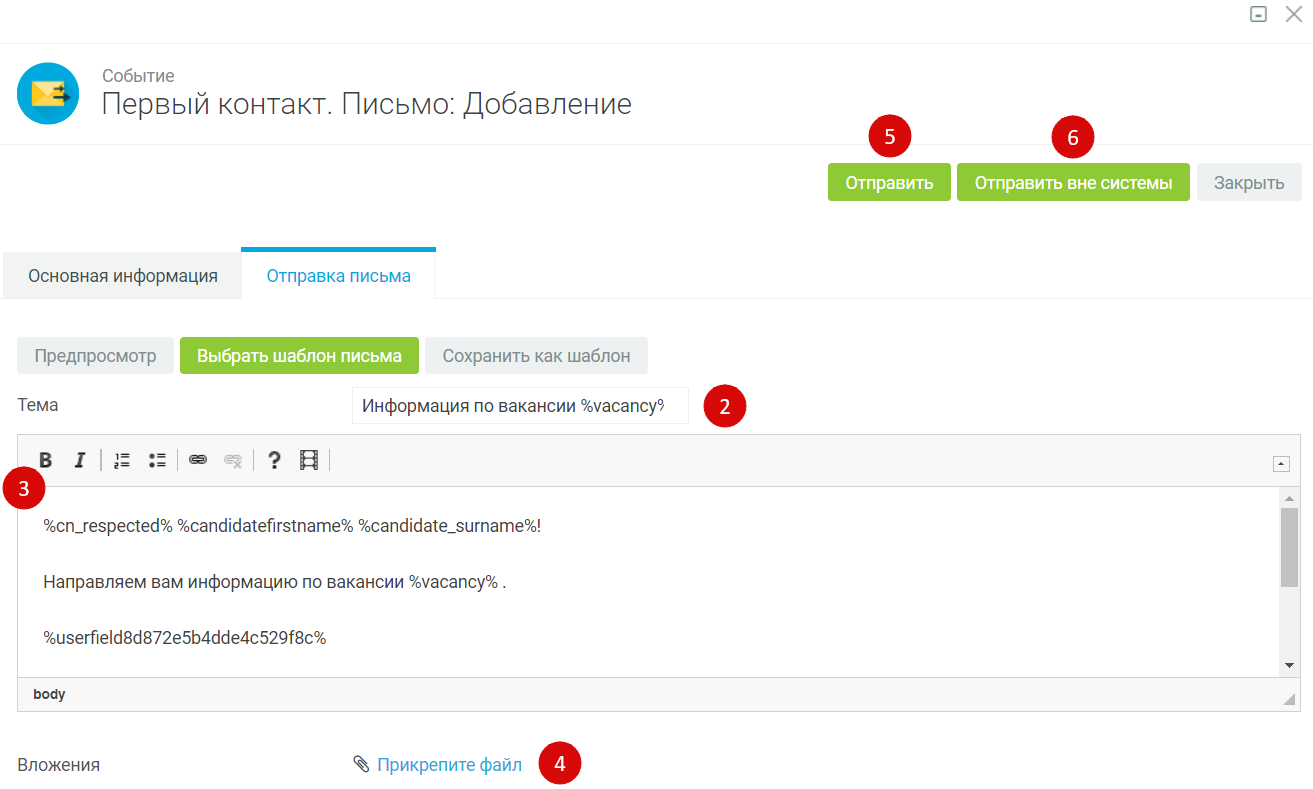 Событие
Первый контакт. Письмо: Добавление
5
6
Отправить
Отправить вне системы
Закрыть
Основная информация
Отправка письма
Предпросмотр
Выбрать шаблон письма
Сохранить как шаблон
Тема
Информация по вакансии %vacancy%
2
B I ?
3
%cn_respected% %candidatefirstname% %candidate_surname%!
Направляем вам информацию по вакансии %vacancy% .
%userfield8d872e5b4dde4c529f8c%
body
Вложения
Прикрепите файл
4